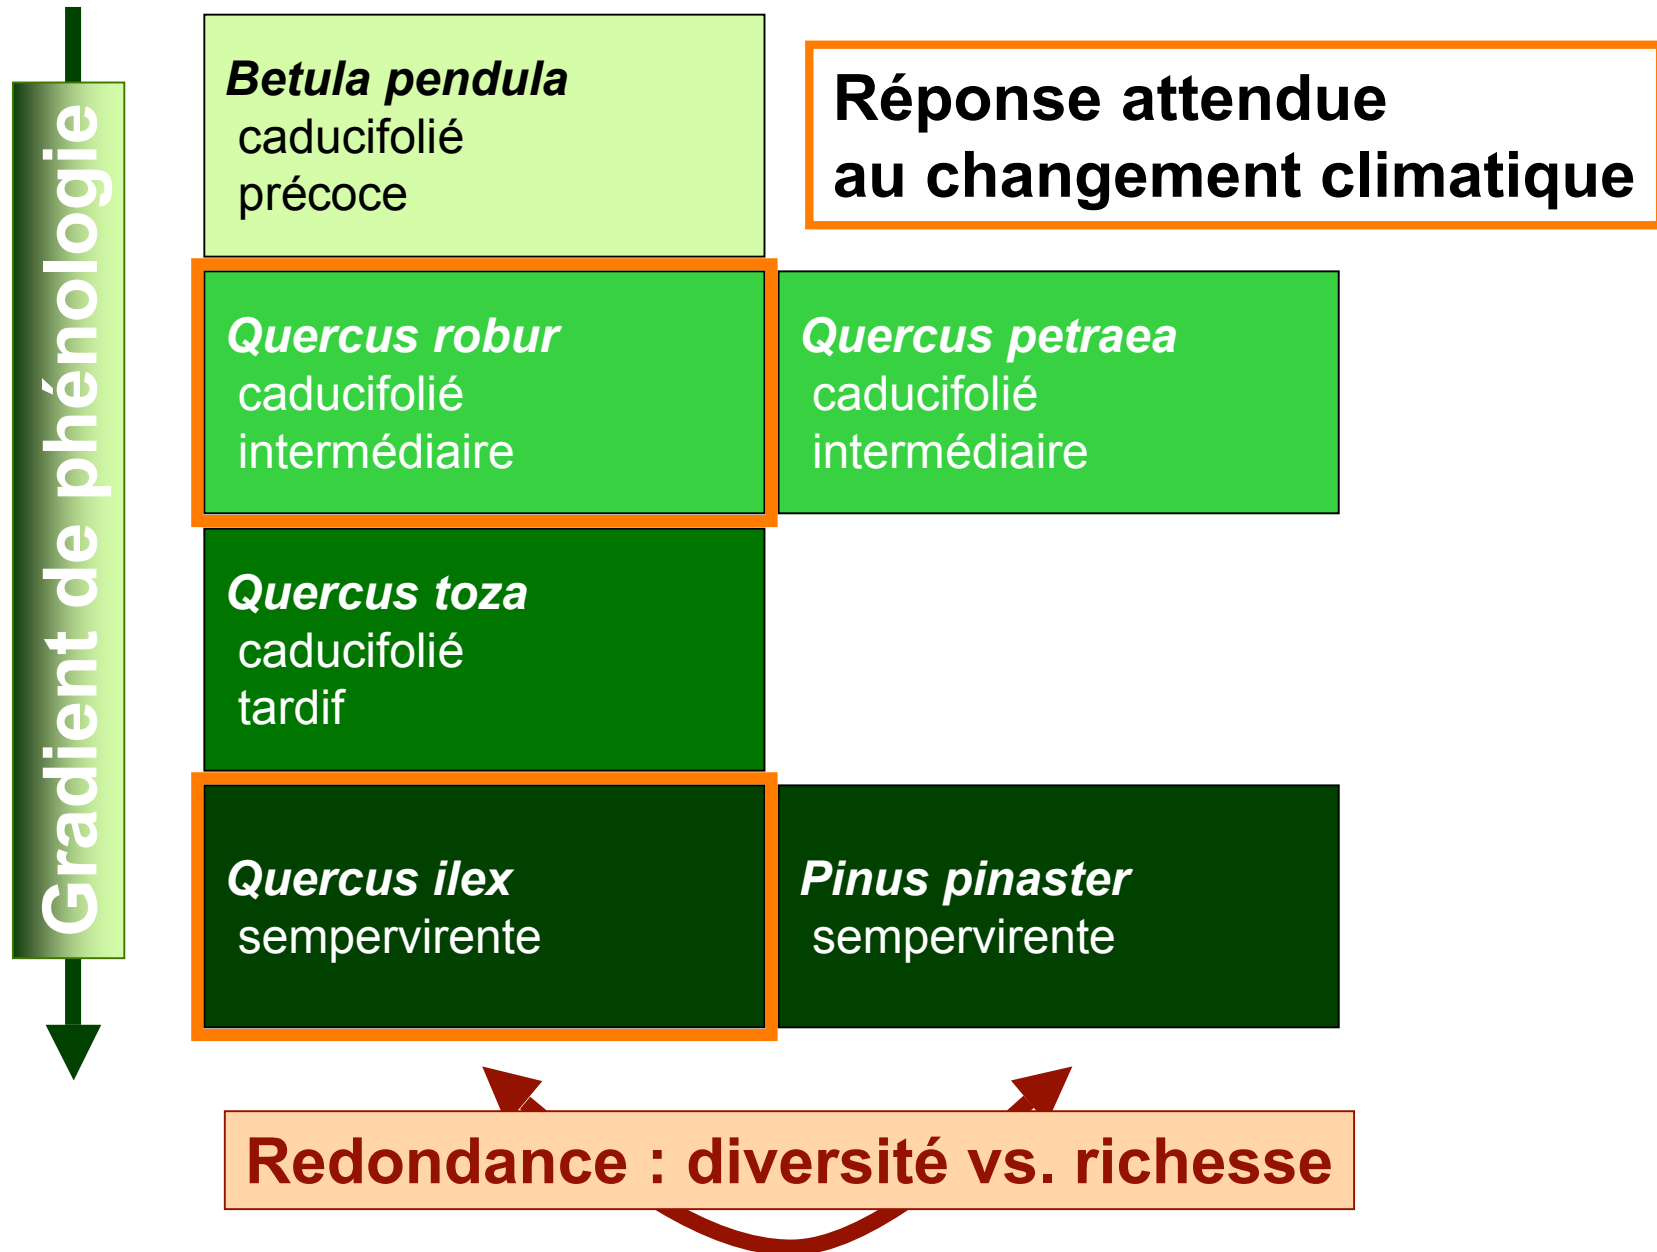 Gradient de phénologie
Betula pendula
caducifolié
précoce
Réponse attendue
au changement climatique
Quercus robur
caducifolié
intermédiaire
Quercus petraea
caducifolié
intermédiaire
Quercus toza
caducifolié
tardif
Quercus ilex
sempervirente
Pinus pinaster
sempervirente
Redondance : diversité vs. richesse